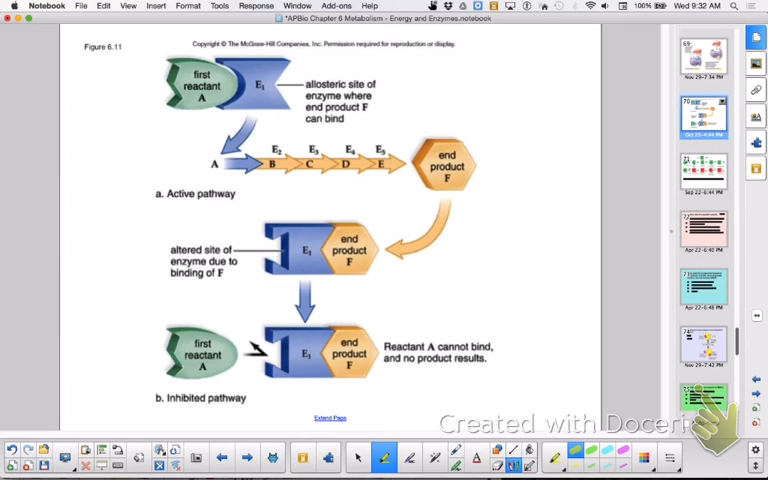 Notebook File Edit View Insert Format Tools Add-ons Help
100% Wed 9:32 AM
*APBio Chapter 6 Metabolism - Energy and Enzymes.notebook
Figure 6.11
Copyright © The McGraw-Hill Companies, Inc. Permission required for reproduction or display.
first
reactant
A
E1
allosteric site of
enzyme where
end product F
can bind
E2 E3 E4 E5
A B C D E
end
product
F
a. Active pathway
altered site of
enzyme due to
binding of F
E1
end
product
F
first
reactant
A
E1
end
product
F
Reactant A cannot bind,
and no product results.
b. Inhibited pathway
Extend Page
Created with Doceri
69
Nov 29-7:34 PM
70
Oct 25-4:44 PM
71
Sep 22-6:44 PM
72
Apr 22-6:40 PM
73
Apr 22-6:48 PM
74
Nov 29-7:42 PM